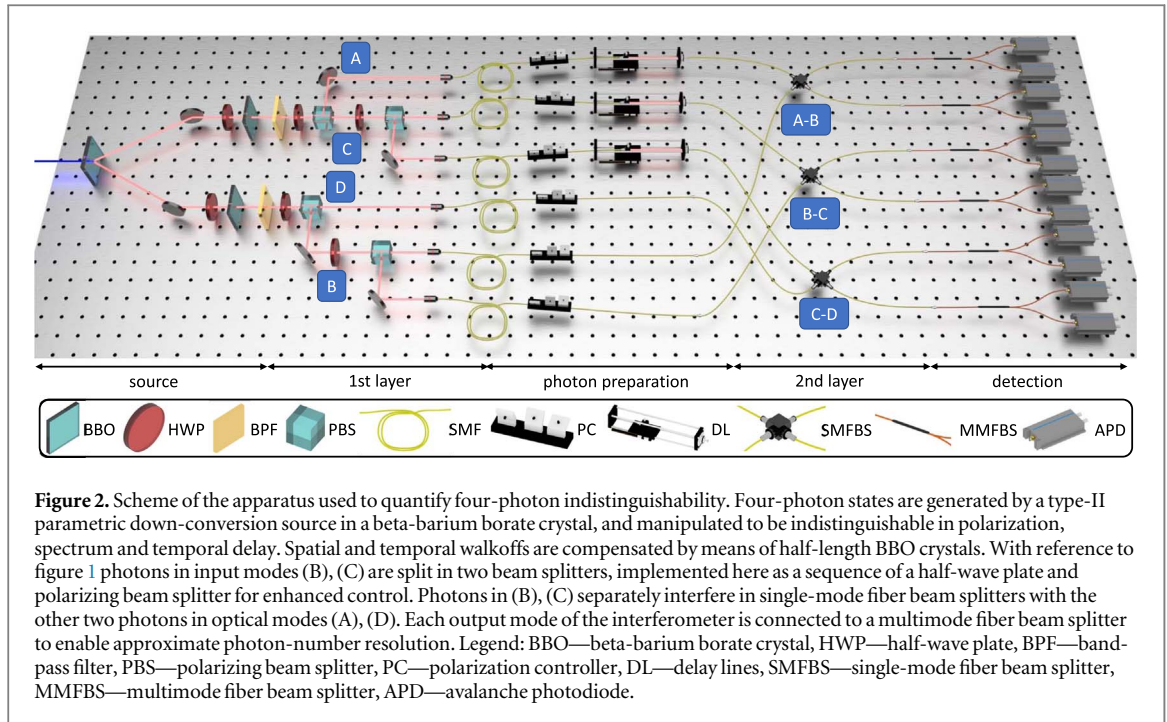 A
C
D
B
A-B
B-C
C-D
source 1st layer photon preparation 2nd layer detection
BBO HWP BPF PBS SMF PC DL SMFBS MMFBS APD
Figure 2. Scheme of the apparatus used to quantify four-photon indistinguishability. Four-photon states are generated by a type-II
parametric down-conversion source in a beta-barium borate crystal, and manipulated to be indistinguishable in polarization,
spectrum and temporal delay. Spatial and temporal walkoffs are compensated by means of half-length BBO crystals. With reference to
figure 1 photons in input modes (B), (C) are split in two beam splitters, implemented here as a sequence of a half-wave plate and
polarizing beam splitter for enhanced control. Photons in (B), (C) separately interfere in single-mode fiber beam splitters with the
other two photons in optical modes (A), (D). Each output mode of the interferometer is connected to a multimode fiber beam splitter
to enable approximate photon-number resolution. Legend: BBO—beta-barium borate crystal, HWP—half-wave plate, BPF—band-
pass filter, PBS—polarizing beam splitter, PC—polarization controller, DL—delay lines, SMFBS—single-mode fiber beam splitter,
MMFBS—multimode fiber beam splitter, APD—avalanche photodiode.